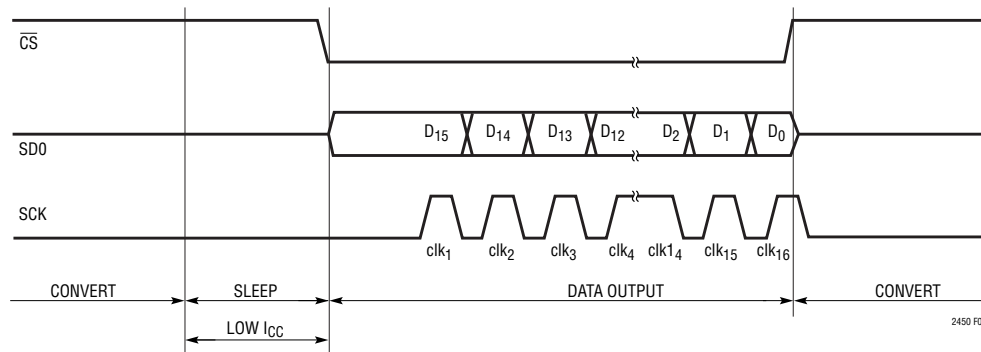 CS
SD0
D15 D14 D13 D12 D2 D1 D0
SCK
clk1 clk2 clk3 clk4 clk14 clk15 clk16
CONVERT SLEEP DATA OUTPUT CONVERT
LOW ICC
2450 F0